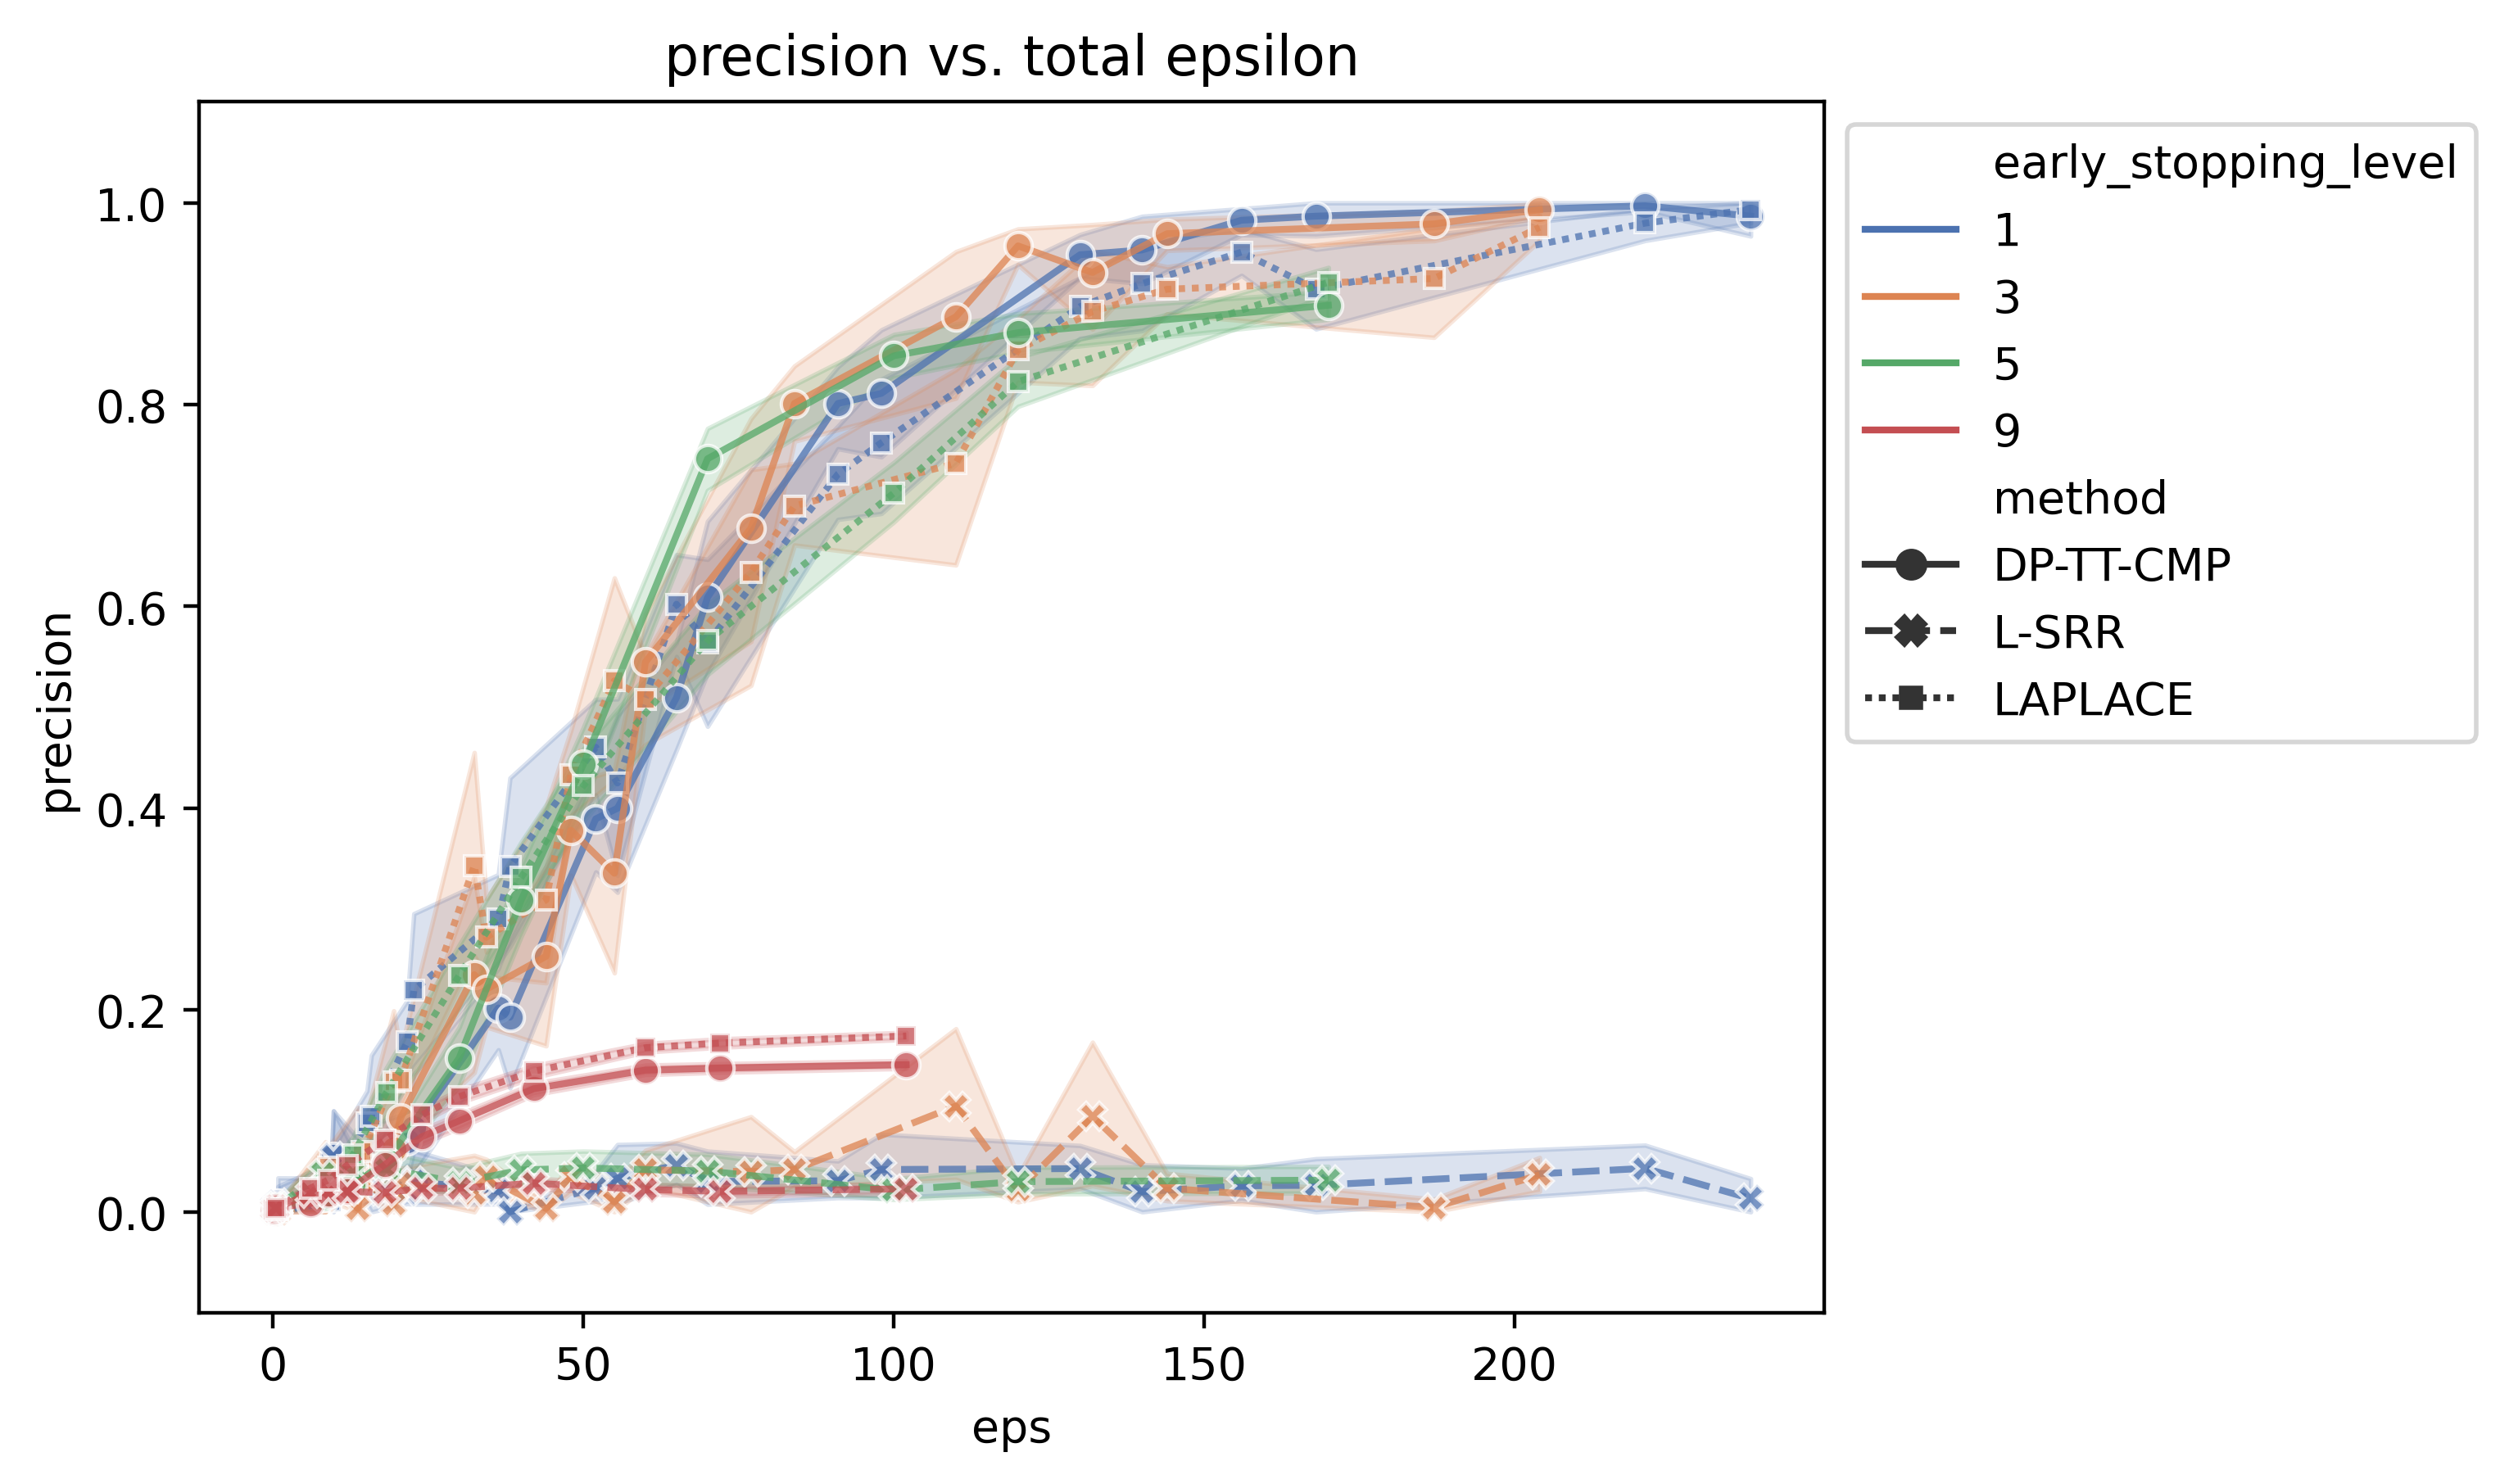 precision vs. total epsilon
precision
1.0
0.8
0.6
0.4
0.2
0.0
0
50
100
150
200
eps
early_stopping_level
1
3
5
9
method
DP-TT-CMP
L-SRR
LAPLACE